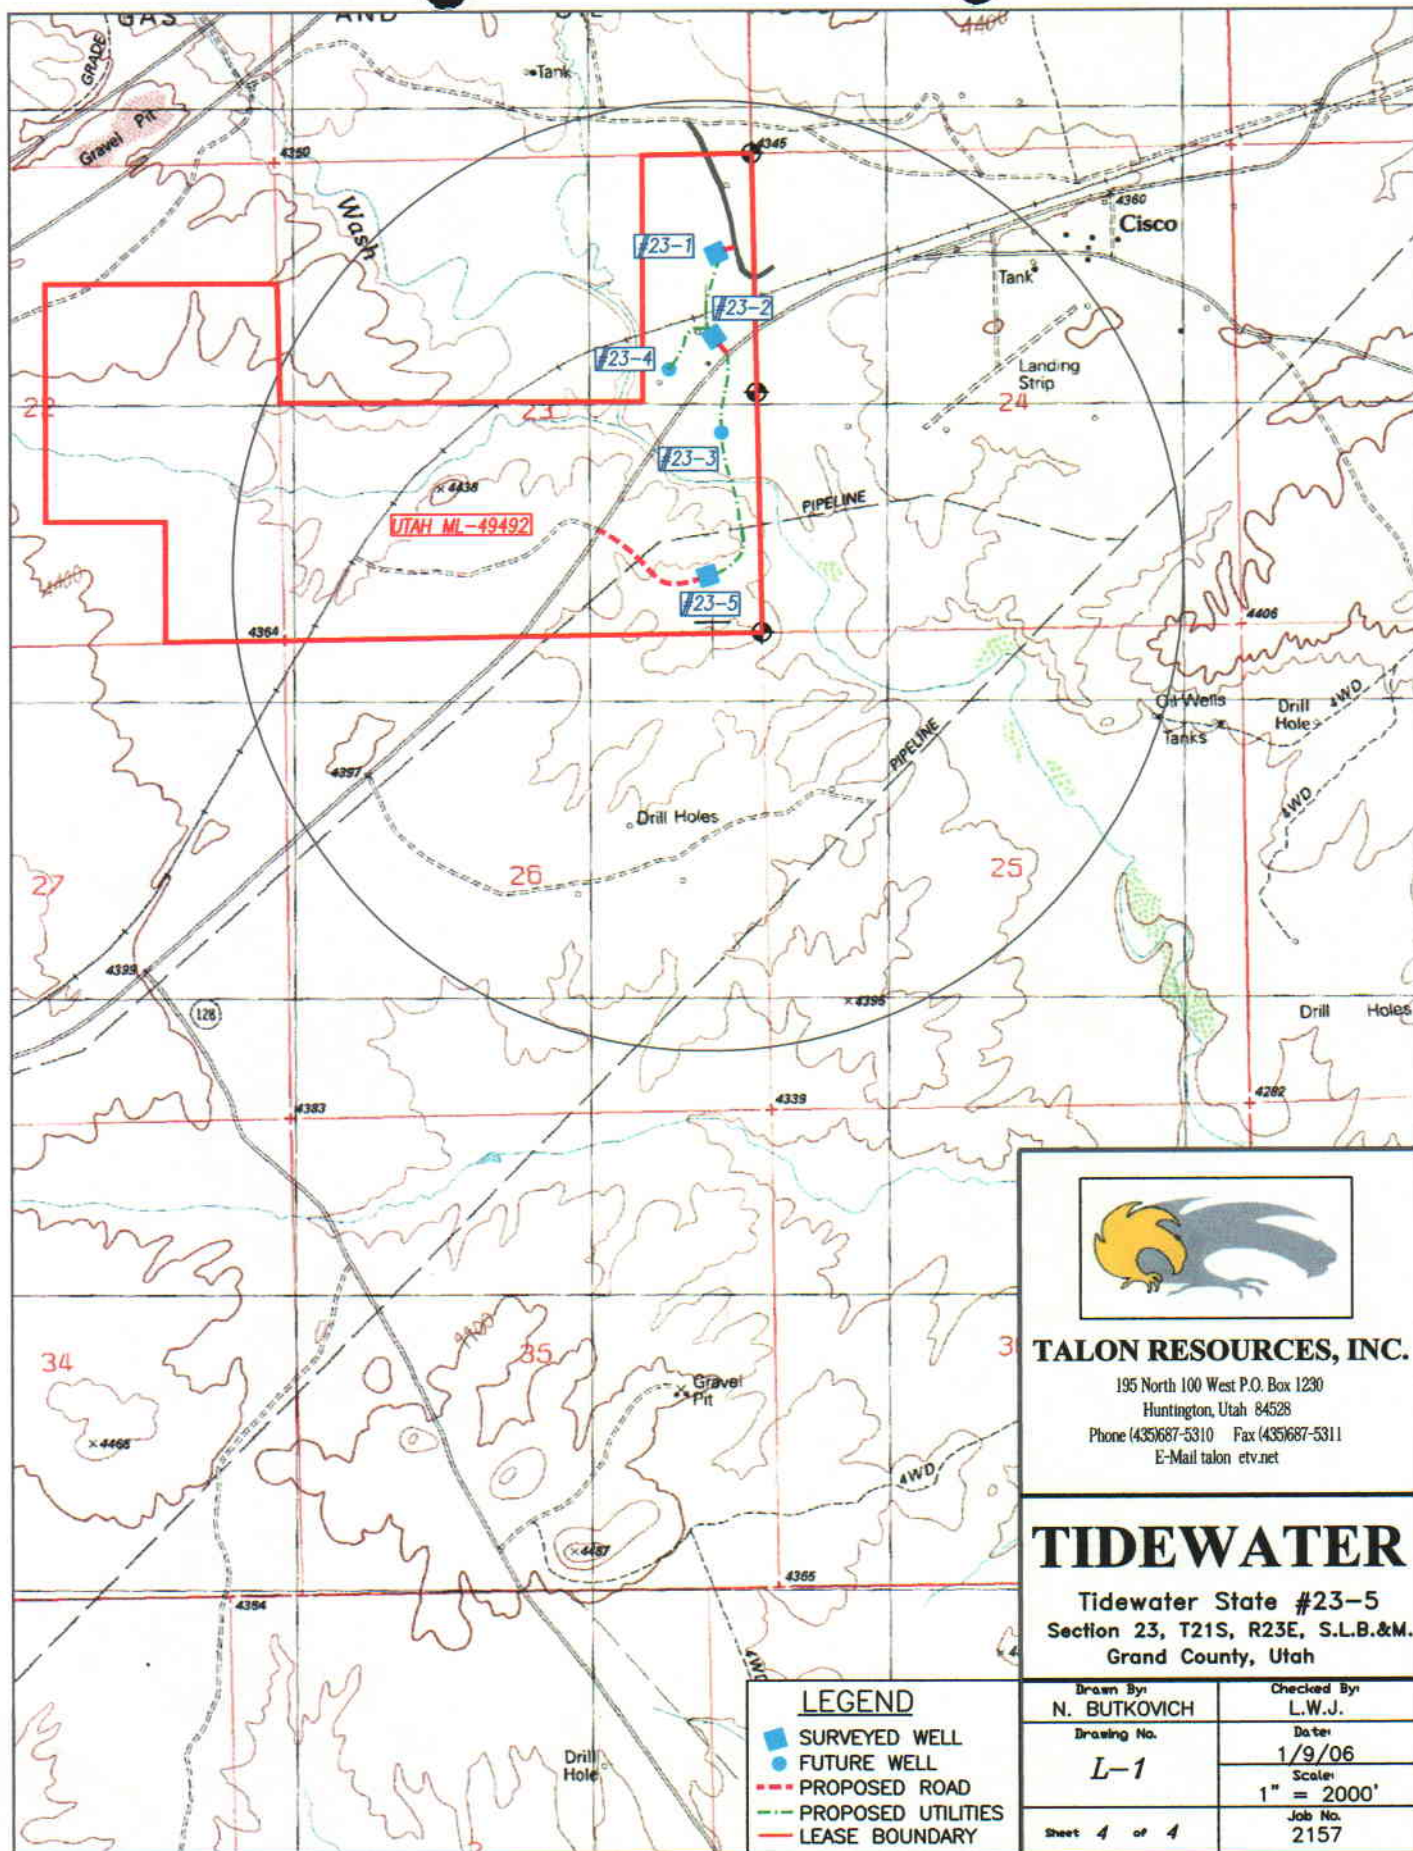 GAS AND
4400
GRADE
Tank
Gravel Pit
4350
4345
Wash
4360
Cisco
#23-1
Tank
#23-2
#23-4
Landing
Strip
22
23
24
#23-3
4438
PIPELINE
UTAH ML-49492
4400
#23-5
4364
4406
Oil Wells
Drill
Hole
4WD
Tanks
PIPELINE
4397
4WD
Drill Holes
27
26
25
4399
128
4395
Drill Holes
4383
4339
4282
4400
34
35
Gravel
Pit
4468
4WD
4487
4365
4384
4WD
Drill
Hole
TALON RESOURCES, INC.
195 North 100 West P.O. Box 1230
Huntington, Utah 84528
Phone (435)687-5310 Fax (435)687-5311
E-Mail talon etv.net
TIDEWATER
Tidewater State #23-5
Section 23, T21S, R23E, S.L.B.&M.
Grand County, Utah
Drawn By:
N. BUTKOVICH
Checked By:
L.W.J.
Drawing No.
L-1
Date:
1/9/06
Scale:
1" = 2000'
Sheet 4 of 4
Job No.
2157
LEGEND
SURVEYED WELL
FUTURE WELL
PROPOSED ROAD
PROPOSED UTILITIES
LEASE BOUNDARY